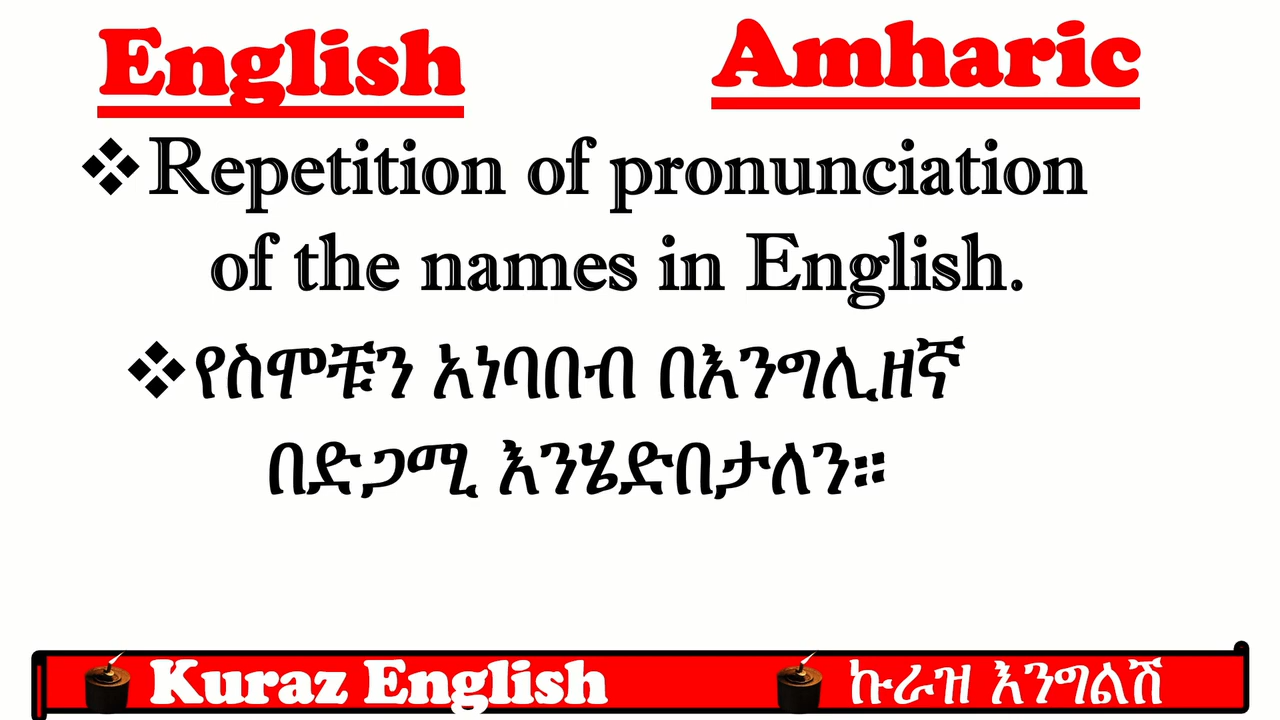 English
Amharic
❖Repetition of pronunciation
of the names in English.
❖የስሞቹን አነባበብ በእንግሊዘኛ
በድጋሚ እንሄድበታለን።
Kuraz English
ኩራዝ እንግልሽ